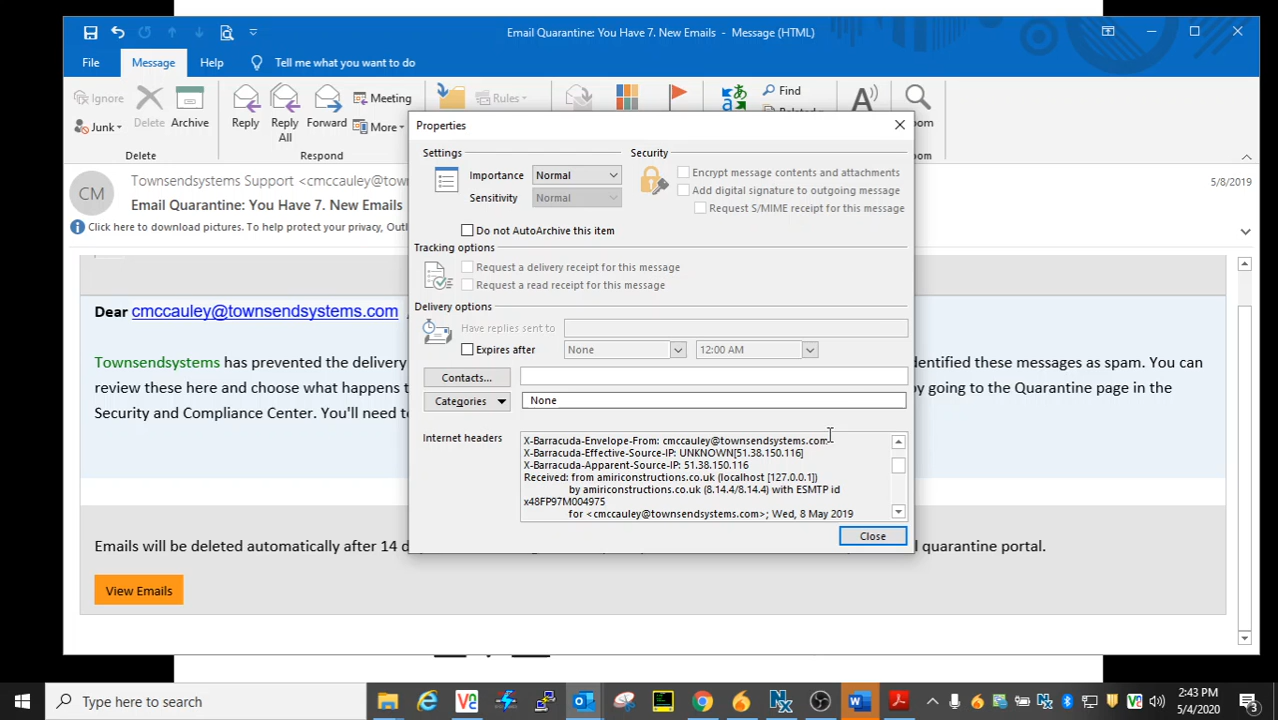 Email Quarantine: You Have 7. New Emails - Message (HTML)
File Message Help Tell me what you want to do
Ignore
Junk
Delete
Archive
Delete
Reply
Reply All
Forward
Meeting
More
Respond
Rules
Find
CM
Townsendsystems Support <cmccauley@tow
5/8/2019
Email Quarantine: You Have 7. New Emails
Click here to download pictures. To help protect your privacy, Outl
Dear cmccauley@townsendsystems.com
Townsendsystems has prevented the delivery
entified these messages as spam. You can
review these here and choose what happens t
by going to the Quarantine page in the
Security and Compliance Center. You'll need to
Emails will be deleted automatically after 14 d
l quarantine portal.
View Emails
Properties
Settings
Security
Importance Normal
Sensitivity Normal
Encrypt message contents and attachments
Add digital signature to outgoing message
Request S/MIME receipt for this message
Do not AutoArchive this item
Tracking options
Request a delivery receipt for this message
Request a read receipt for this message
Delivery options
Have replies sent to
Expires after None 12:00 AM
Contacts...
Categories None
Internet headers
X-Barracuda-Envelope-From: cmccauley@townsendsystems.com
X-Barracuda-Effective-Source-IP: UNKNOWN[51.38.150.116]
X-Barracuda-Apparent-Source-IP: 51.38.150.116
Received: from amiriconstructions.co.uk (localhost [127.0.0.1])
by amiriconstructions.co.uk (8.14.4/8.14.4) with ESMTP id
x48FP97M004975
for <cmccauley@townsendsystems.com>; Wed, 8 May 2019
Close
Type here to search
2:43 PM
5/4/2020
3